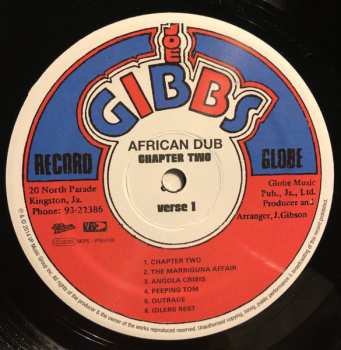 JOE
GIBBS
AFRICAN DUB
CHAPTER TWO
RECORD
GLOBE
20 North Parade
Kingston, Ja.
Phone: 93-22386
verse 1
Globe Music
Pub., Ja., Ltd.
Producer and
Arranger, J. Gibson
1. CHAPTER TWO
2. THE MARRIGUNA AFFAIR
3. ANGOLA CRISIS
4. PEEPING TOM
5. OUTRAGE
6. IDLERS REST